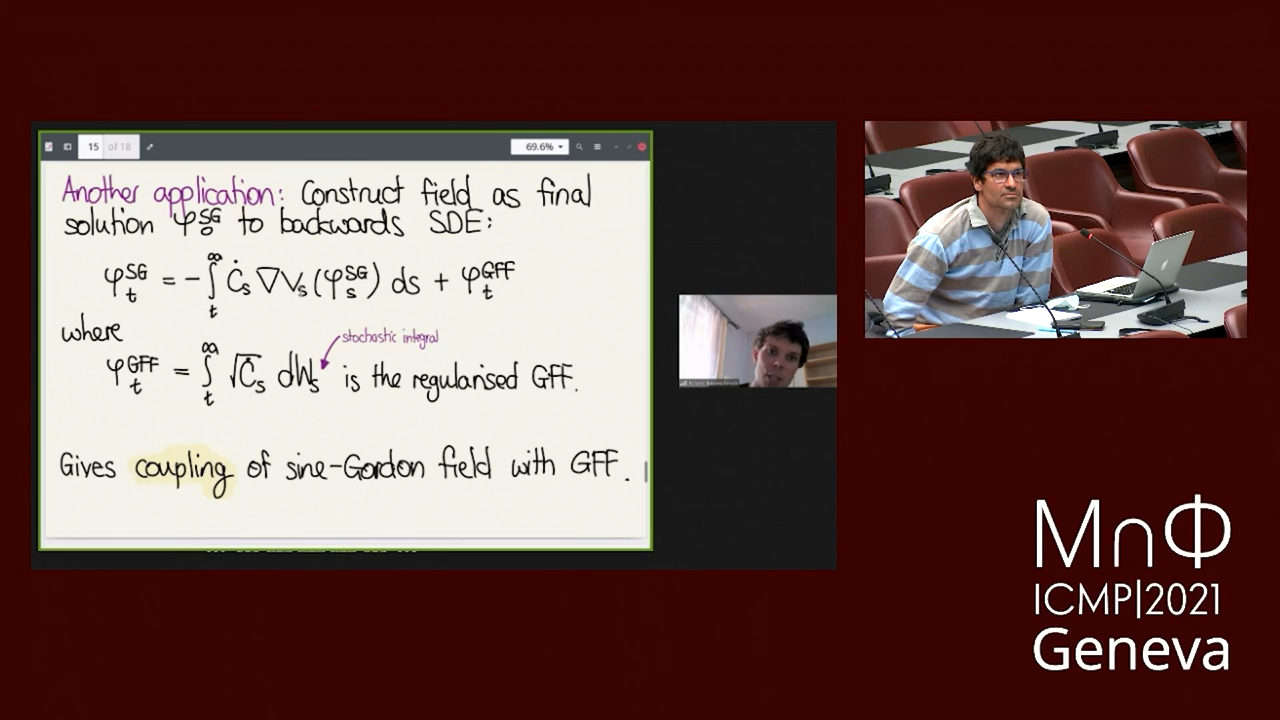 15 of 18
69.6%
Another application: Construct field as final
solution φ₀^SG to backwards SDE:
φ_t^SG = − ∫_t^∞ Ċ_s ∇V_s (φ_s^SG) ds + φ_t^GFF
where
stochastic integral
φ_t^GFF = ∫_t^∞ √Ċ_s dW_s is the regularised GFF.
Gives coupling of sine-Gordon field with GFF.
M∩Φ
ICMP|2021
Geneva